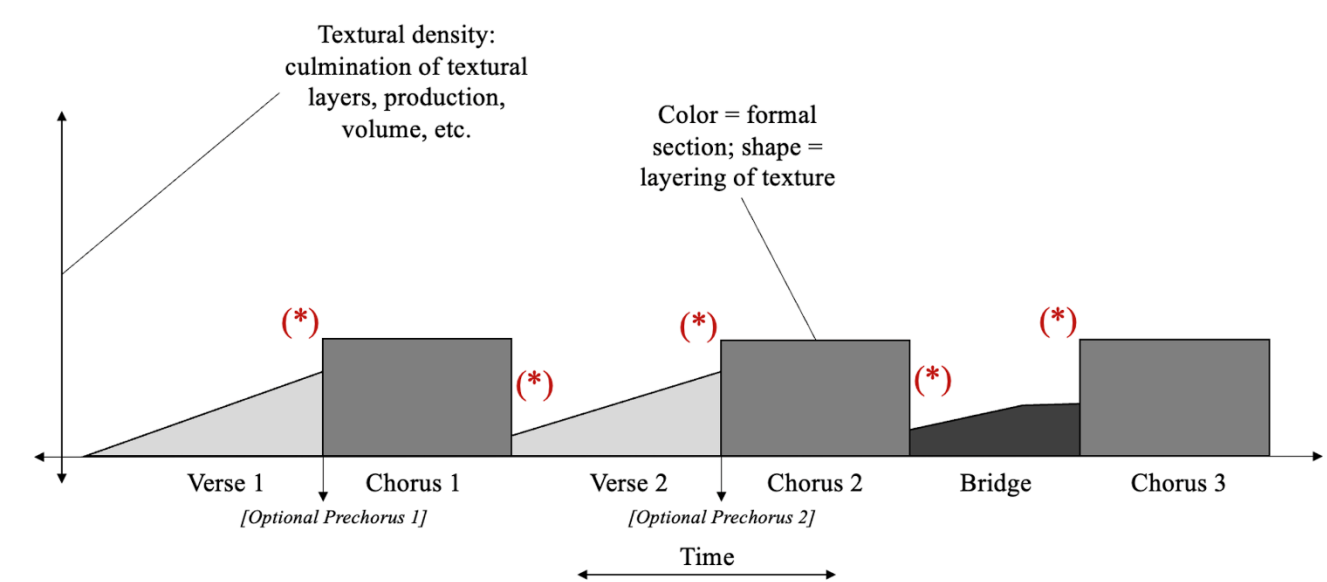 Textural density:
culmination of textural
layers, production,
volume, etc.
Color = formal
section; shape =
layering of texture
(*)
(*)
(*)
(*)
(*)
Verse 1
Chorus 1
Verse 2
Chorus 2
Bridge
Chorus 3
[Optional Prechorus 1]
[Optional Prechorus 2]
Time